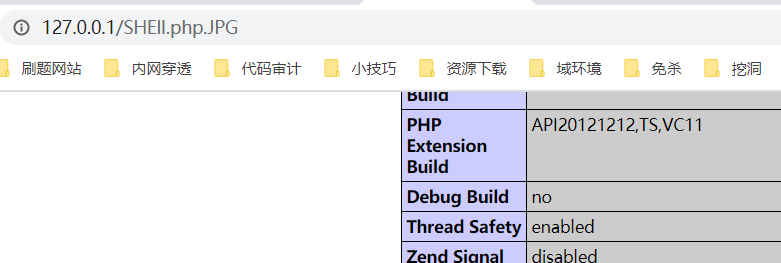 127.0.0.1/SHEll.php.JPG
刷题网站 内网穿透 代码审计 小技巧 资源下载 域环境 免杀 挖洞
Build
PHP Extension Build API20121212,TS,VC11
Debug Build no
Thread Safety enabled
Zend Signal disabled